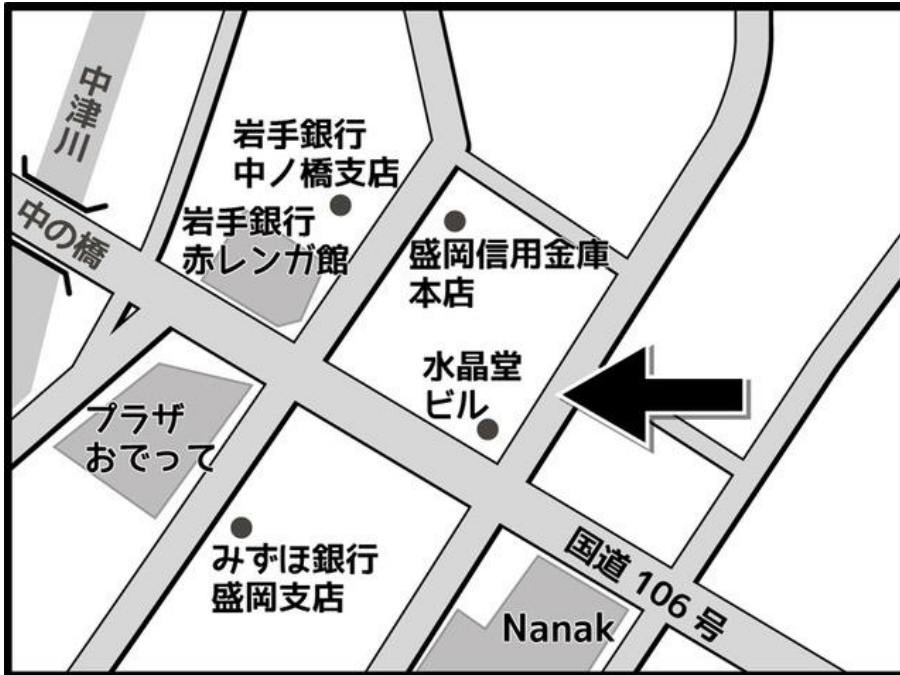 中津川
中の橋
岩手銀行
中ノ橋支店
岩手銀行
赤レンガ館
盛岡信用金庫
本店
水晶堂
ビル
プラザ
おでって
みずほ銀行
盛岡支店
国道 106 号
Nanak